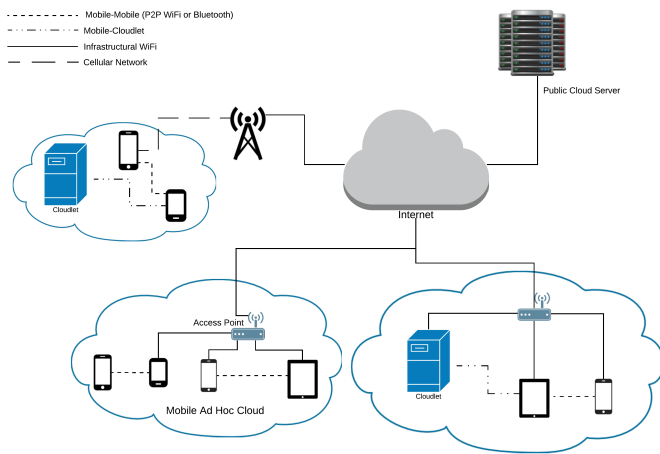 Mobile-Mobile (P2P WiFi or Bluetooth)
Mobile-Cloudlet
Infrastructural WiFi
Cellular Network
Public Cloud Server
Cloudlet
Internet
Access Point
Cloudlet
Mobile Ad Hoc Cloud